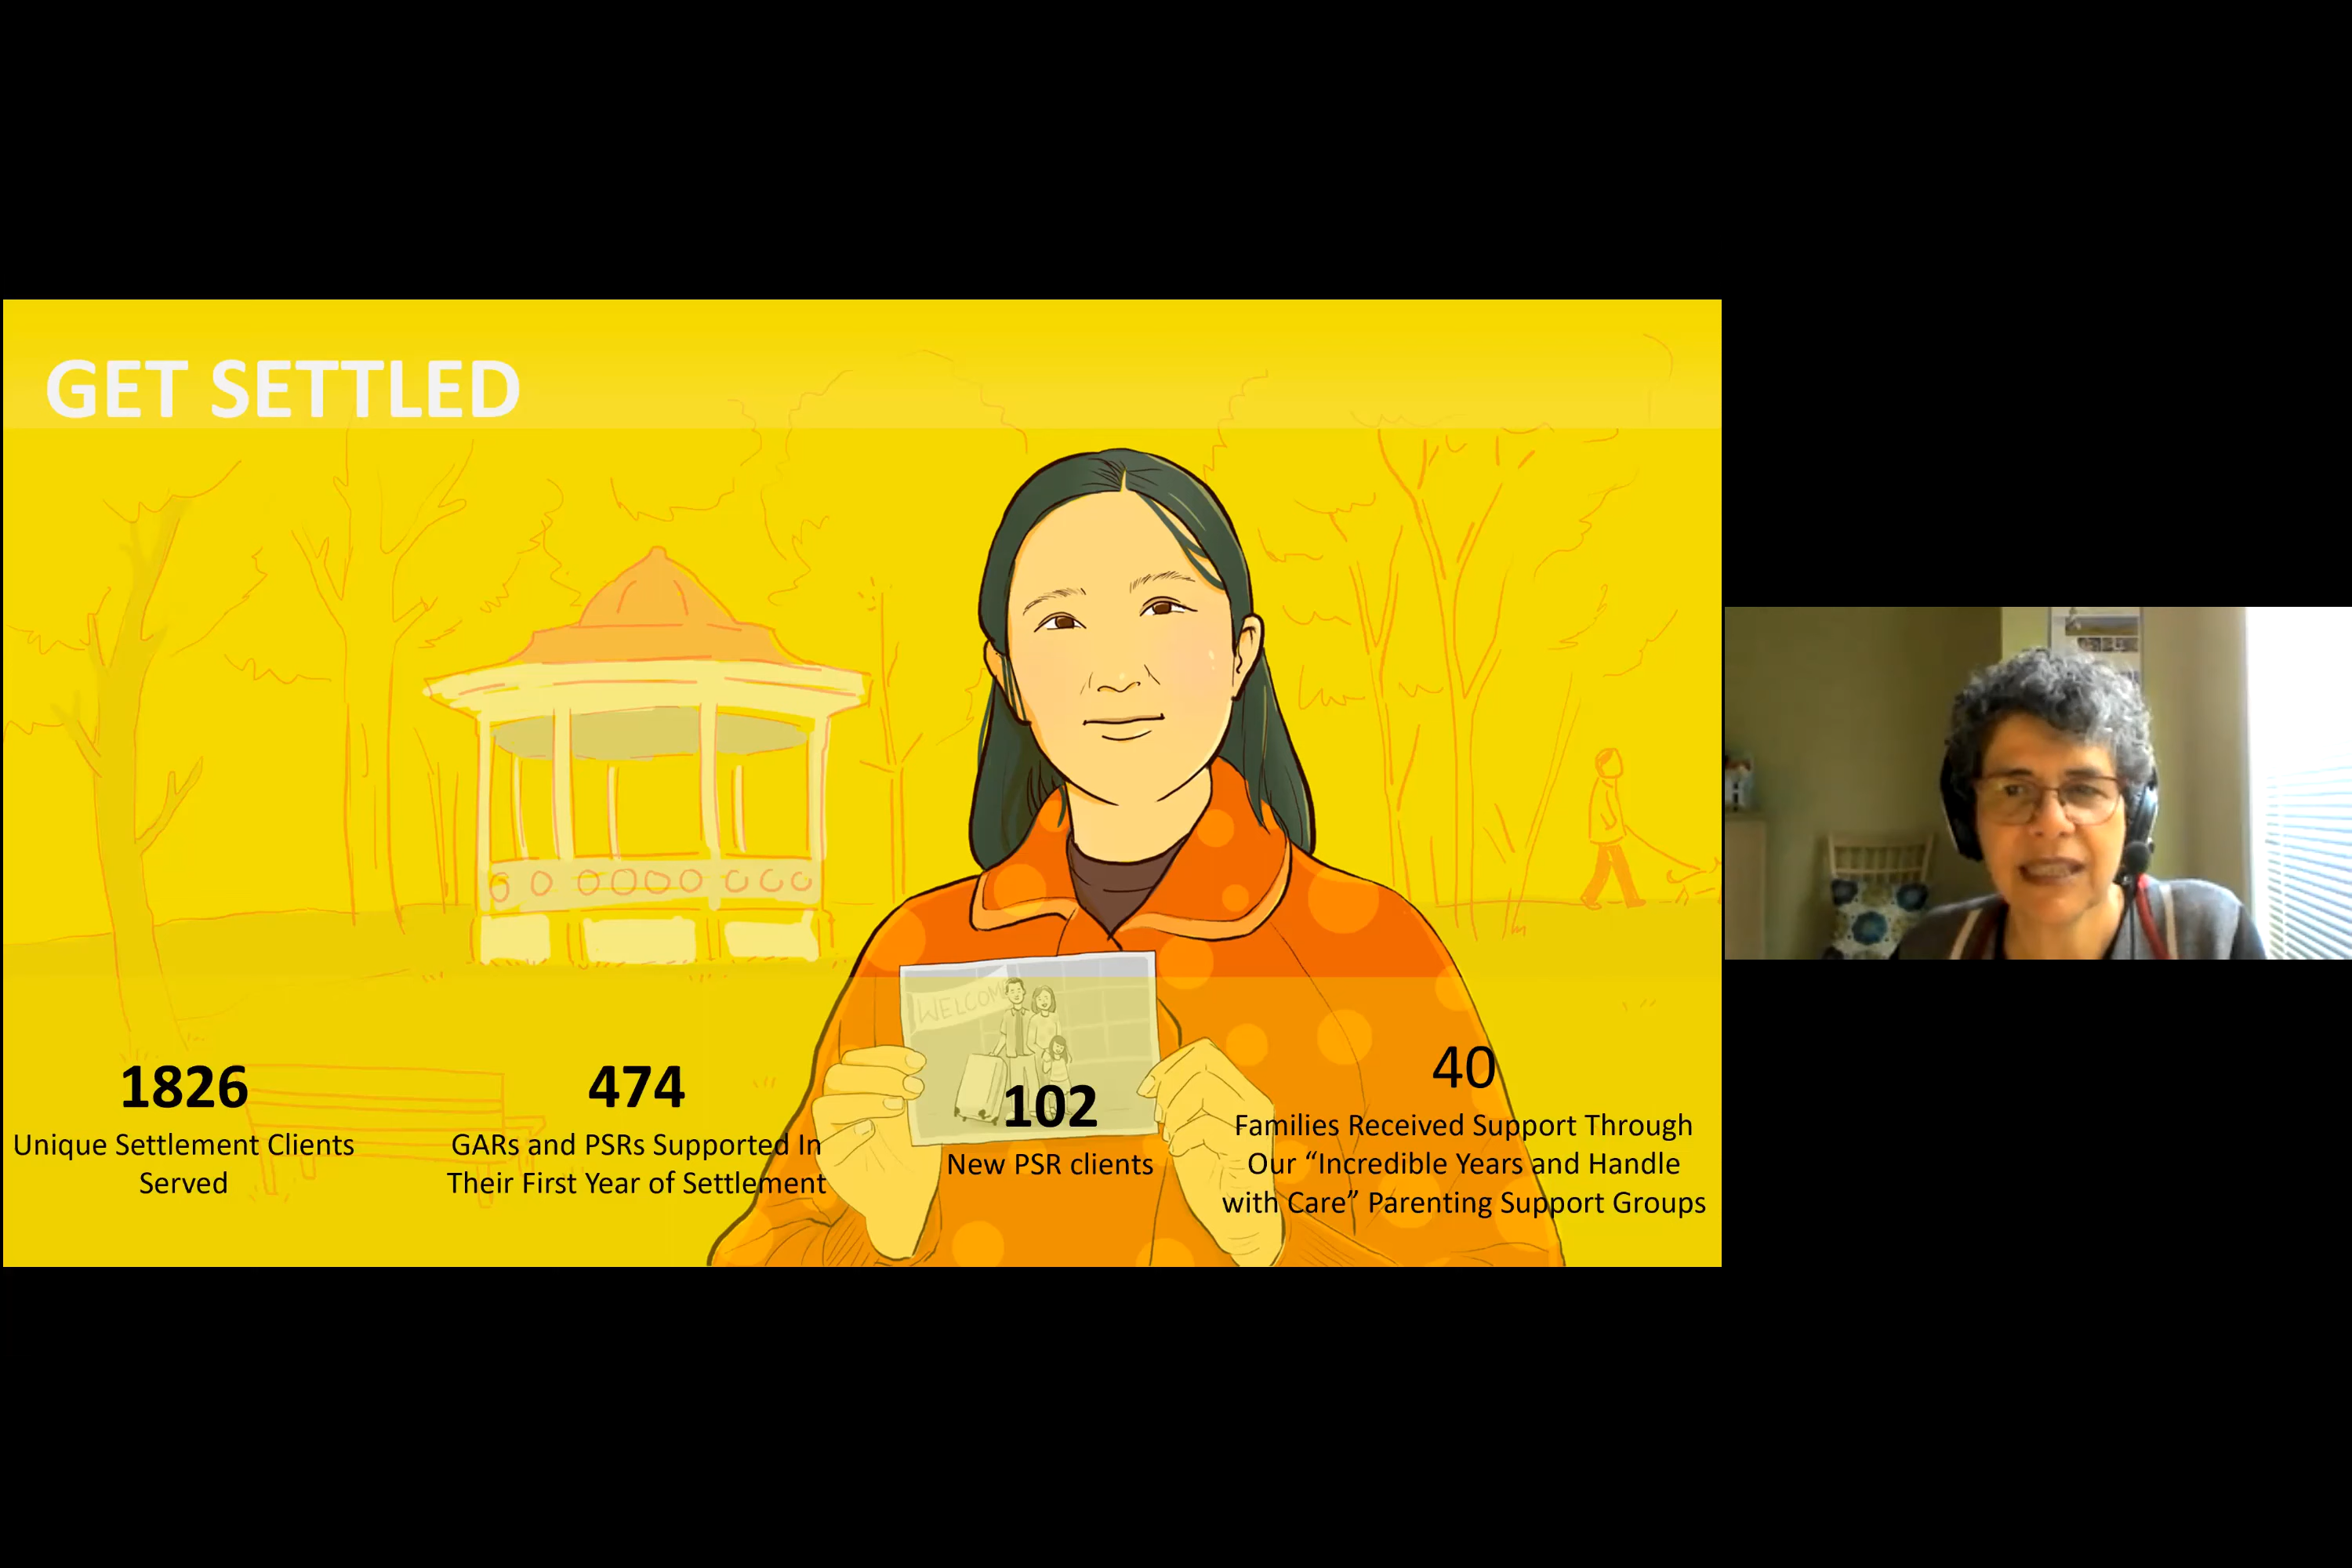 GET SETTLED
WELCOM
1826
Unique Settlement Clients
Served
474
GARs and PSRs Supported In
Their First Year of Settlement
102
New PSR clients
40
Families Received Support Through
Our “Incredible Years and Handle
with Care” Parenting Support Groups